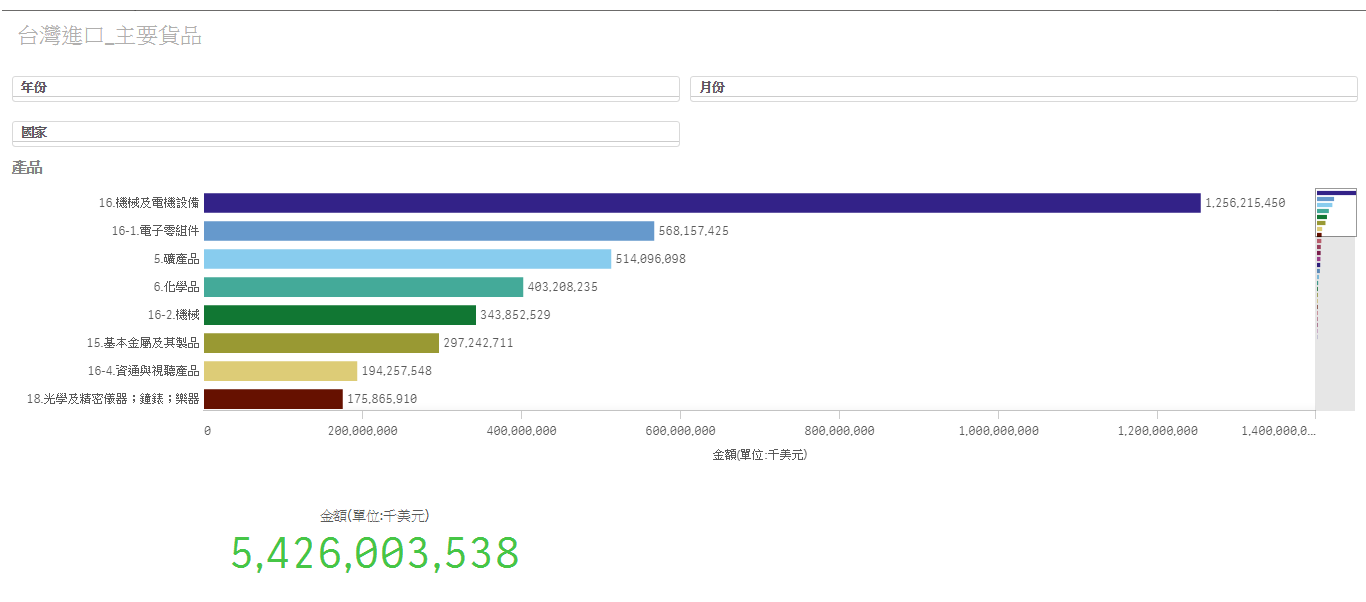 台灣進口_主要貨品
年份
月份
國家
產品
16.機械及電機設備 1,256,215,450
16-1.電子零組件 568,157,425
5.礦產品 514,096,098
6.化學品 403,208,235
16-2.機械 343,852,529
15.基本金屬及其製品 297,242,711
16-4.資通與視聽產品 194,257,548
18.光學及精密儀器；鐘錶；樂器 175,865,910
0 200,000,000 400,000,000 600,000,000 800,000,000 1,000,000,000 1,200,000,000 1,400,000,0...
金額(單位:千美元)
金額(單位:千美元)
5,426,003,538